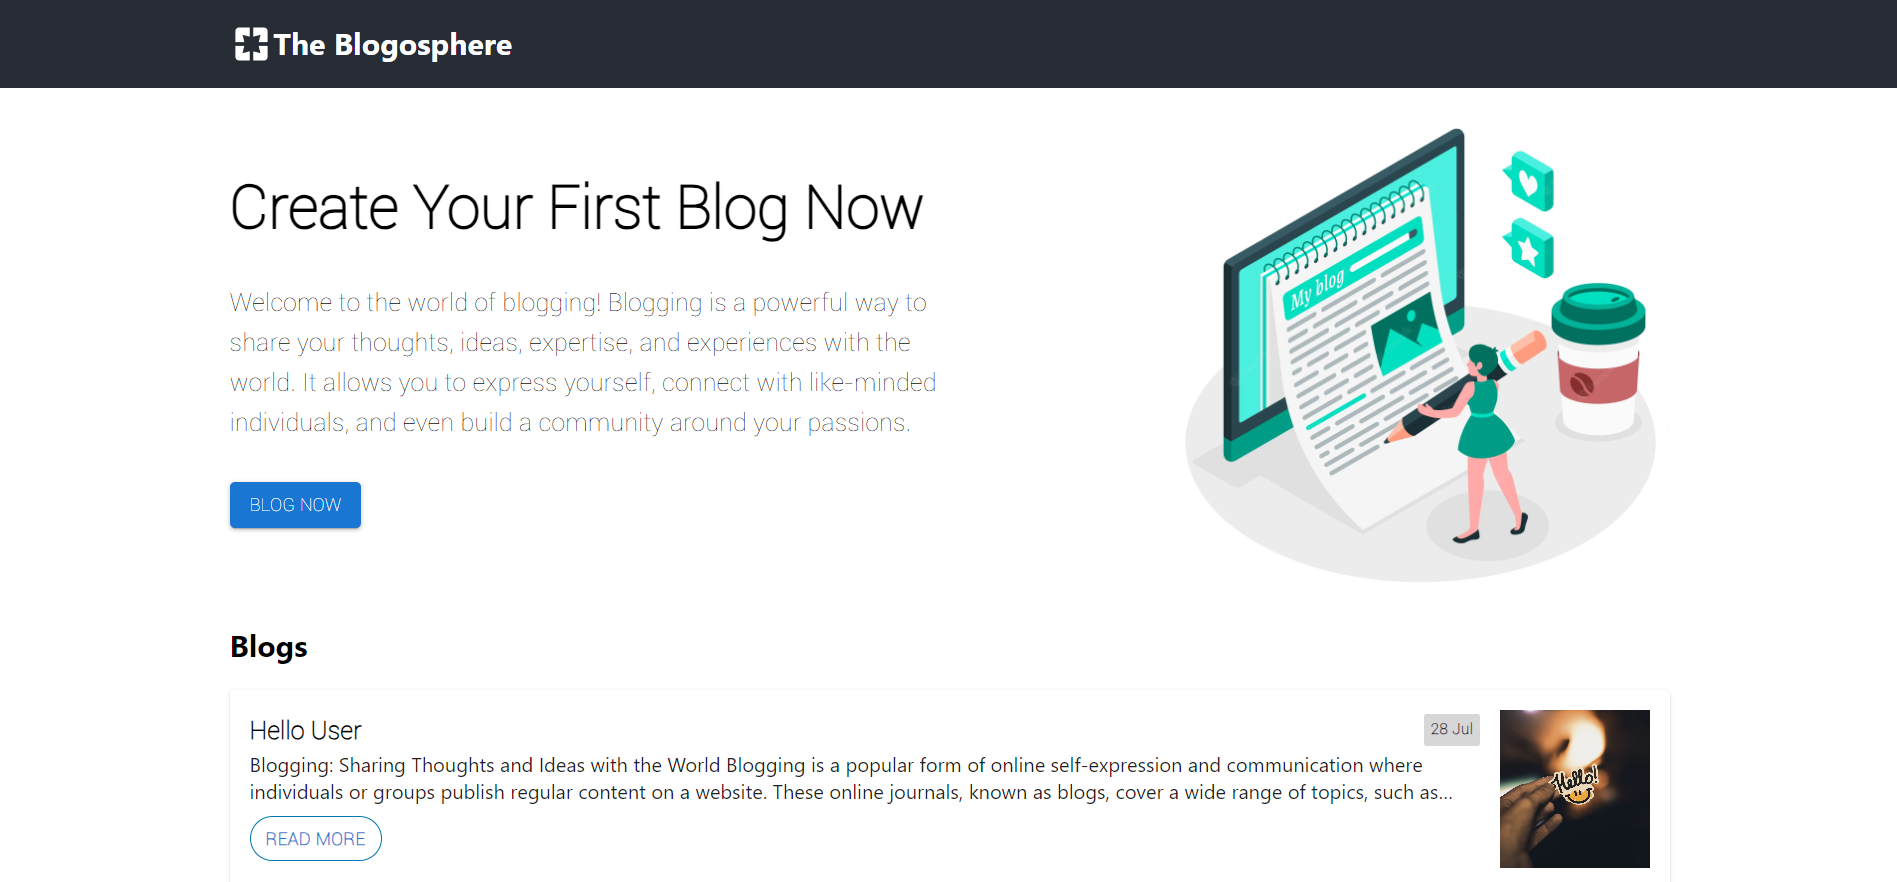 The Blogosphere
Create Your First Blog Now
Welcome to the world of blogging! Blogging is a powerful way to
share your thoughts, ideas, expertise, and experiences with the
world. It allows you to express yourself, connect with like-minded
individuals, and even build a community around your passions.
BLOG NOW
My blog
Blogs
Hello User
28 Jul
Blogging: Sharing Thoughts and Ideas with the World Blogging is a popular form of online self-expression and communication where
individuals or groups publish regular content on a website. These online journals, known as blogs, cover a wide range of topics, such as...
READ MORE
Hello!